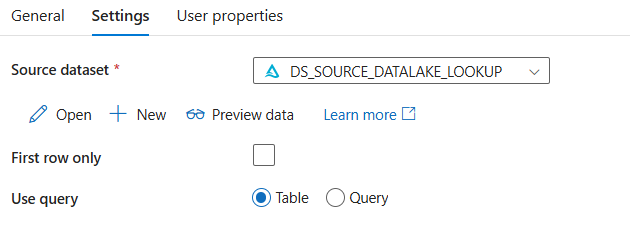 General Settings User properties
Source dataset * DS_SOURCE_DATALAKE_LOOKUP
Open New Preview data Learn more
First row only
Use query Table Query